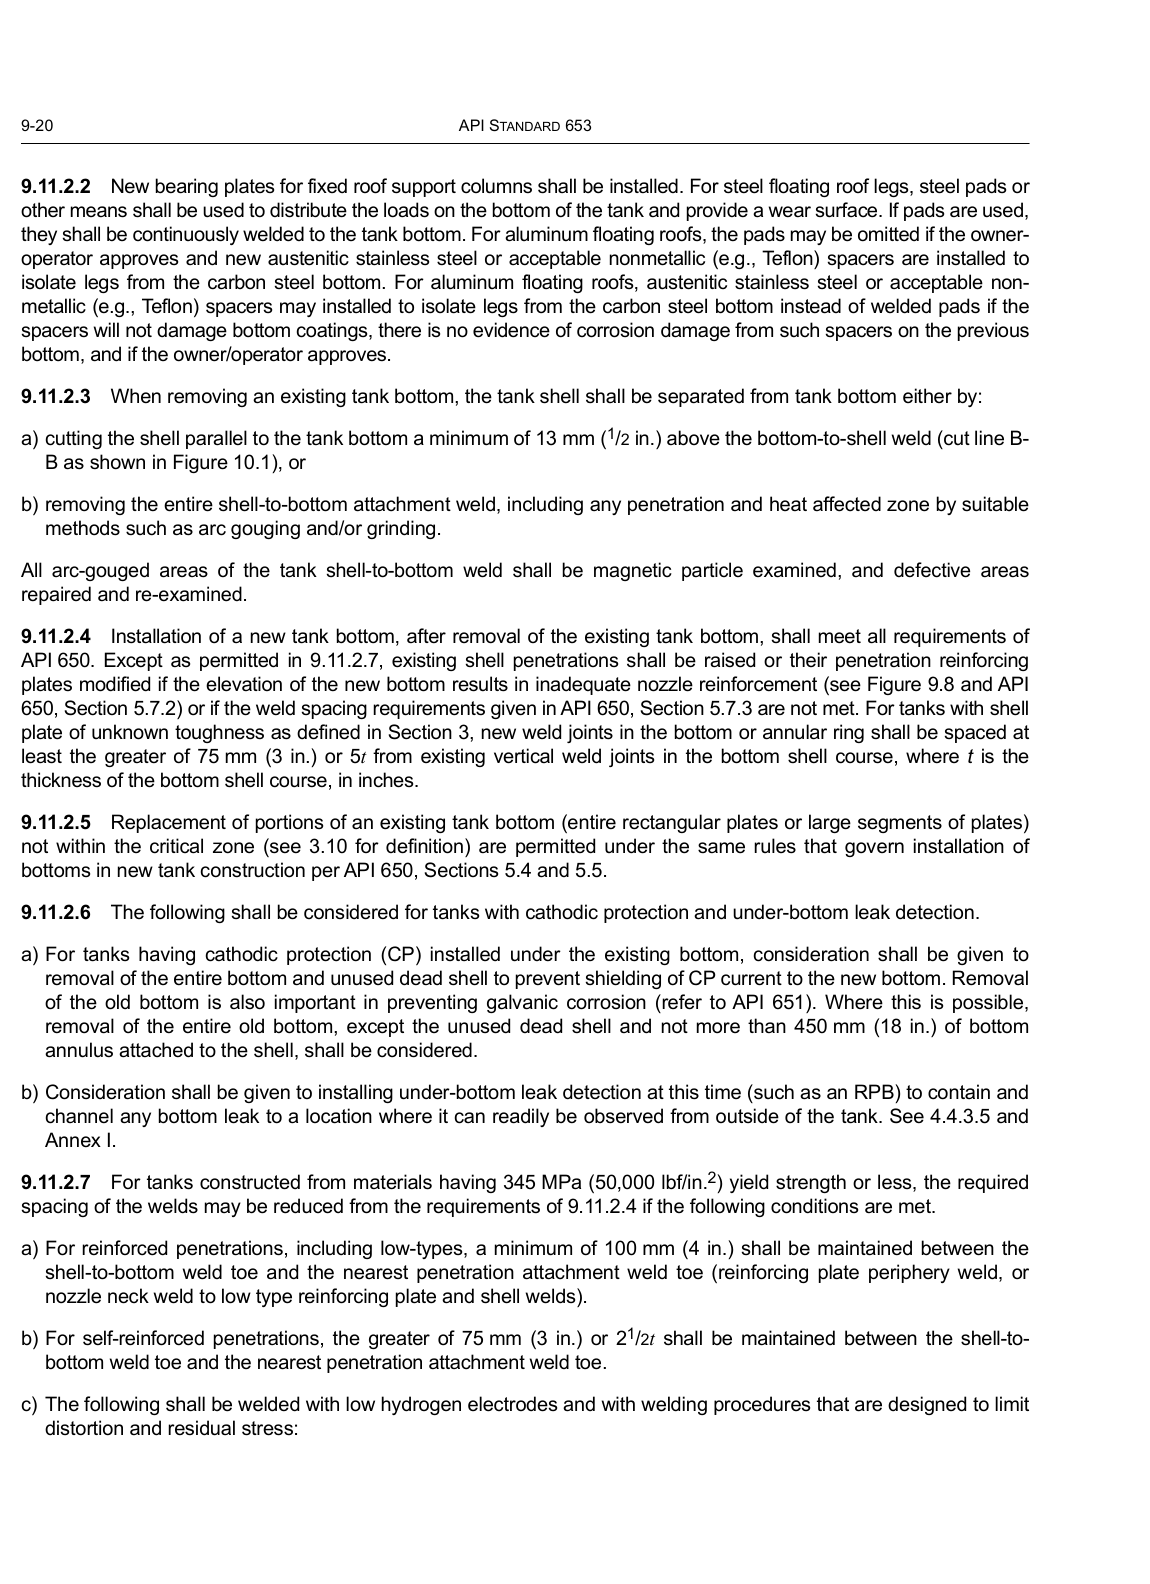 9-20 API STANDARD 653
9.11.2.2 New bearing plates for fixed roof support columns shall be installed. For steel floating roof legs, steel pads or
other means shall be used to distribute the loads on the bottom of the tank and provide a wear surface. If pads are used,
they shall be continuously welded to the tank bottom. For aluminum floating roofs, the pads may be omitted if the owner-
operator approves and new austenitic stainless steel or acceptable nonmetallic (e.g., Teflon) spacers are installed to
isolate legs from the carbon steel bottom. For aluminum floating roofs, austenitic stainless steel or acceptable non-
metallic (e.g., Teflon) spacers may installed to isolate legs from the carbon steel bottom instead of welded pads if the
spacers will not damage bottom coatings, there is no evidence of corrosion damage from such spacers on the previous
bottom, and if the owner/operator approves.
9.11.2.3 When removing an existing tank bottom, the tank shell shall be separated from tank bottom either by:
a) cutting the shell parallel to the tank bottom a minimum of 13 mm (1/2 in.) above the bottom-to-shell weld (cut line B-
B as shown in Figure 10.1), or
b) removing the entire shell-to-bottom attachment weld, including any penetration and heat affected zone by suitable
methods such as arc gouging and/or grinding.
All arc-gouged areas of the tank shell-to-bottom weld shall be magnetic particle examined, and defective areas
repaired and re-examined.
9.11.2.4 Installation of a new tank bottom, after removal of the existing tank bottom, shall meet all requirements of
API 650. Except as permitted in 9.11.2.7, existing shell penetrations shall be raised or their penetration reinforcing
plates modified if the elevation of the new bottom results in inadequate nozzle reinforcement (see Figure 9.8 and API
650, Section 5.7.2) or if the weld spacing requirements given in API 650, Section 5.7.3 are not met. For tanks with shell
plate of unknown toughness as defined in Section 3, new weld joints in the bottom or annular ring shall be spaced at
least the greater of 75 mm (3 in.) or 5t from existing vertical weld joints in the bottom shell course, where t is the
thickness of the bottom shell course, in inches.
9.11.2.5 Replacement of portions of an existing tank bottom (entire rectangular plates or large segments of plates)
not within the critical zone (see 3.10 for definition) are permitted under the same rules that govern installation of
bottoms in new tank construction per API 650, Sections 5.4 and 5.5.
9.11.2.6 The following shall be considered for tanks with cathodic protection and under-bottom leak detection.
a) For tanks having cathodic protection (CP) installed under the existing bottom, consideration shall be given to
removal of the entire bottom and unused dead shell to prevent shielding of CP current to the new bottom. Removal
of the old bottom is also important in preventing galvanic corrosion (refer to API 651). Where this is possible,
removal of the entire old bottom, except the unused dead shell and not more than 450 mm (18 in.) of bottom
annulus attached to the shell, shall be considered.
b) Consideration shall be given to installing under-bottom leak detection at this time (such as an RPB) to contain and
channel any bottom leak to a location where it can readily be observed from outside of the tank. See 4.4.3.5 and
Annex I.
9.11.2.7 For tanks constructed from materials having 345 MPa (50,000 lbf/in.²) yield strength or less, the required
spacing of the welds may be reduced from the requirements of 9.11.2.4 if the following conditions are met.
a) For reinforced penetrations, including low-types, a minimum of 100 mm (4 in.) shall be maintained between the
shell-to-bottom weld toe and the nearest penetration attachment weld toe (reinforcing plate periphery weld, or
nozzle neck weld to low type reinforcing plate and shell welds).
b) For self-reinforced penetrations, the greater of 75 mm (3 in.) or 21/2t shall be maintained between the shell-to-
bottom weld toe and the nearest penetration attachment weld toe.
c) The following shall be welded with low hydrogen electrodes and with welding procedures that are designed to limit
distortion and residual stress: